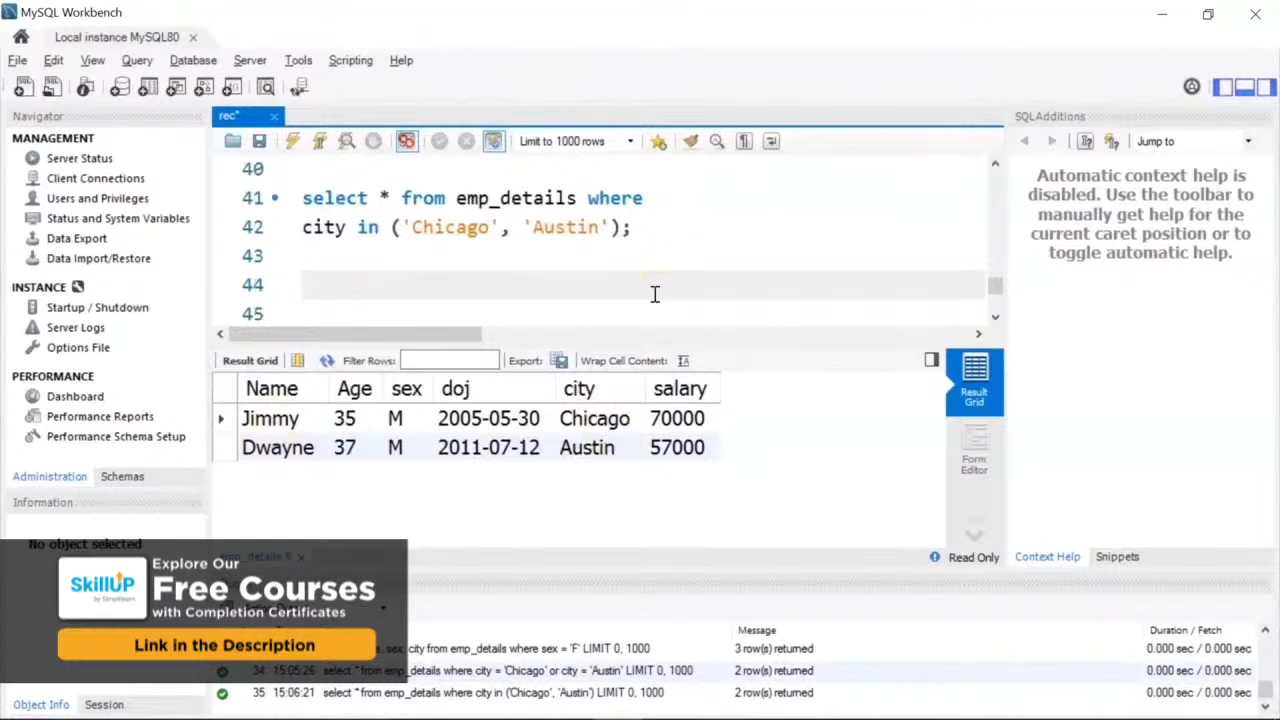 MySQL Workbench
Local instance MySQL80
File Edit View Query Database Server Tools Scripting Help
Navigator
MANAGEMENT
Server Status
Client Connections
Users and Privileges
Status and System Variables
Data Export
Data Import/Restore
INSTANCE
Startup / Shutdown
Server Logs
Options File
PERFORMANCE
Dashboard
Performance Reports
Performance Schema Setup
Administration Schemas
Information
No object selected
Object Info Session
rec*
Limit to 1000 rows
40
41 select * from emp_details where
42 city in ('Chicago', 'Austin');
43
44
45
Result Grid Filter Rows: Export: Wrap Cell Content:
Name Age sex doj city salary
Jimmy 35 M 2005-05-30 Chicago 70000
Dwayne 37 M 2011-07-12 Austin 57000
Result Grid
Form Editor
emp_details 8
Read Only
SQLAdditions
Jump to
Automatic context help is
disabled. Use the toolbar to
manually get help for the
current caret position or to
toggle automatic help.
Context Help Snippets
Message Duration / Fetch
sex, city from emp_details where sex = 'F' LIMIT 0, 1000 3 row(s) returned 0.000 sec / 0.000 sec
34 15:05:26 select * from emp_details where city = 'Chicago' or city = 'Austin' LIMIT 0, 1000 2 row(s) returned 0.000 sec / 0.000 sec
35 15:06:21 select * from emp_details where city in ('Chicago', 'Austin') LIMIT 0, 1000 2 row(s) returned 0.000 sec / 0.000 sec
SkillUP
by Simplilearn
Explore Our
Free Courses
with Completion Certificates
Link in the Description